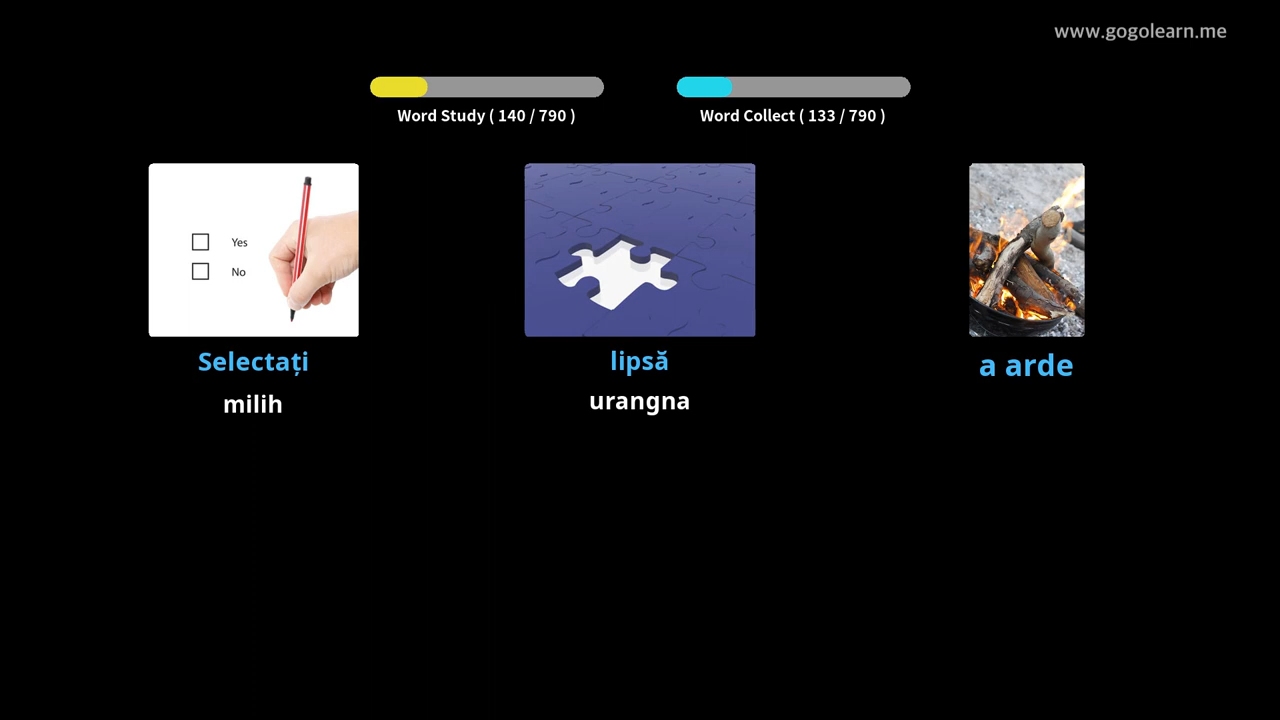 www.gogolearn.me
Word Study ( 140 / 790 )
Word Collect ( 133 / 790 )
Yes
No
Selectați
lipsă
a arde
milih
urangna